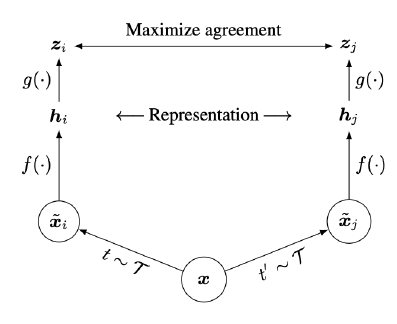 Maximize agreement
z_i z_j
g(·) g(·)
h_i ⟵ Representation ⟶ h_j
f(·) f(·)
x̃_i x̃_j
t ~ 𝒯 t′ ~ 𝒯
x